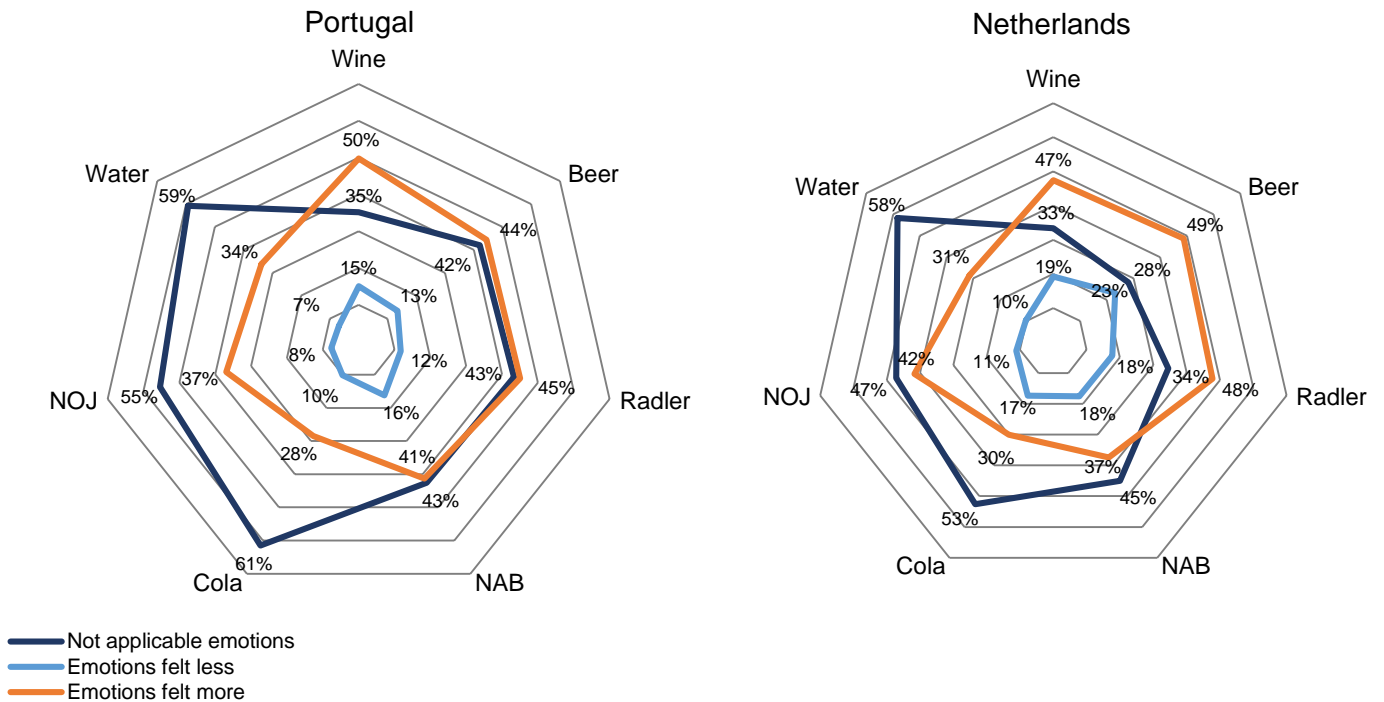 Portugal
Wine
50%
35%
15%
Beer
44%
42%
13%
Water
59%
34%
7%
12%
43%
45%
Radler
8%
37%
55%
NOJ
10%
16%
28%
41%
43%
61%
Cola
NAB
Netherlands
Wine
47%
33%
19%
Beer
49%
28%
23%
Water
58%
31%
10%
11%
18%
34%
48%
Radler
42%
47%
NOJ
17%
18%
30%
37%
45%
53%
Cola
NAB
Not applicable emotions
Emotions felt less
Emotions felt more